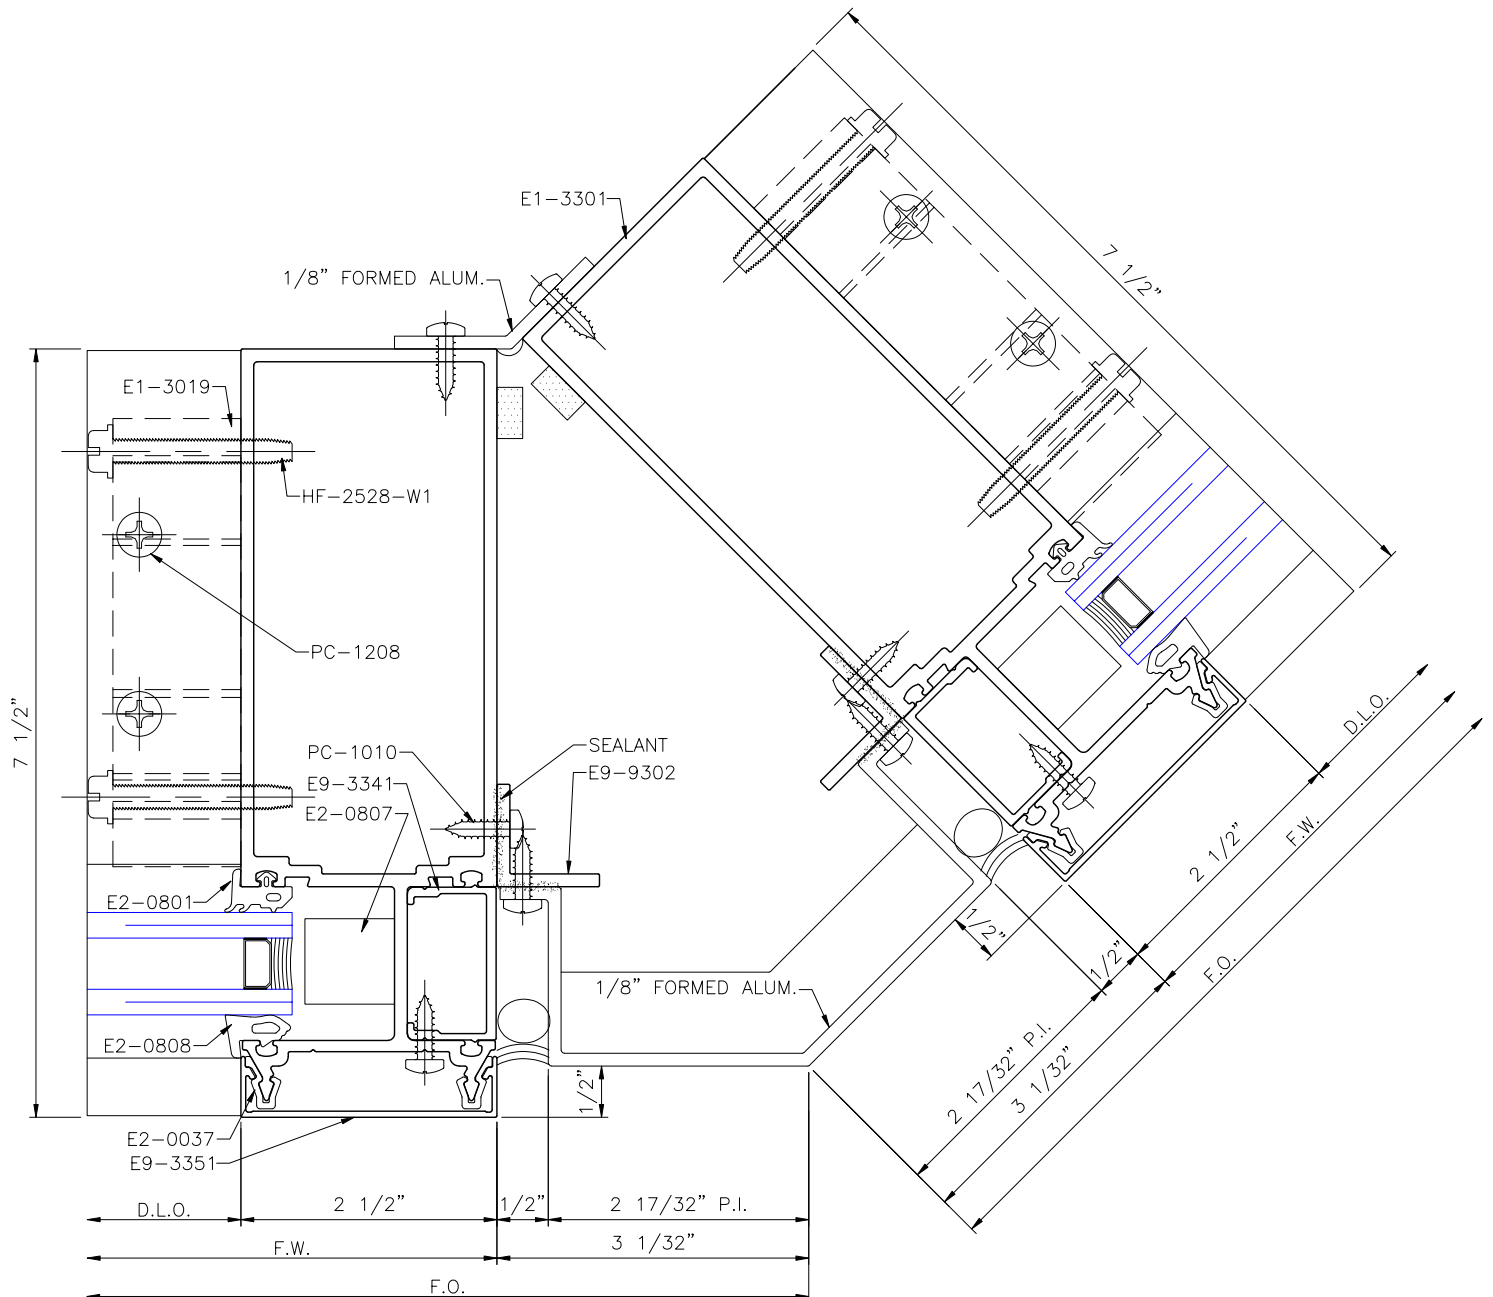 E1-3301
1/8” FORMED ALUM.
7 1/2”
E1-3019
HF-2528-W1
PC-1208
7 1/2”
PC-1010
SEALANT
E9-3341
E9-9302
E2-0807
D.L.O.
F.W.
2 1/2”
E2-0801
1/2”
1/2”
F.O.
1/8” FORMED ALUM.
E2-0808
2 17/32” P.I.
3 1/32”
1/2”
E2-0037
E9-3351
D.L.O.
2 1/2”
1/2”
2 17/32” P.I.
F.W.
3 1/32”
F.O.